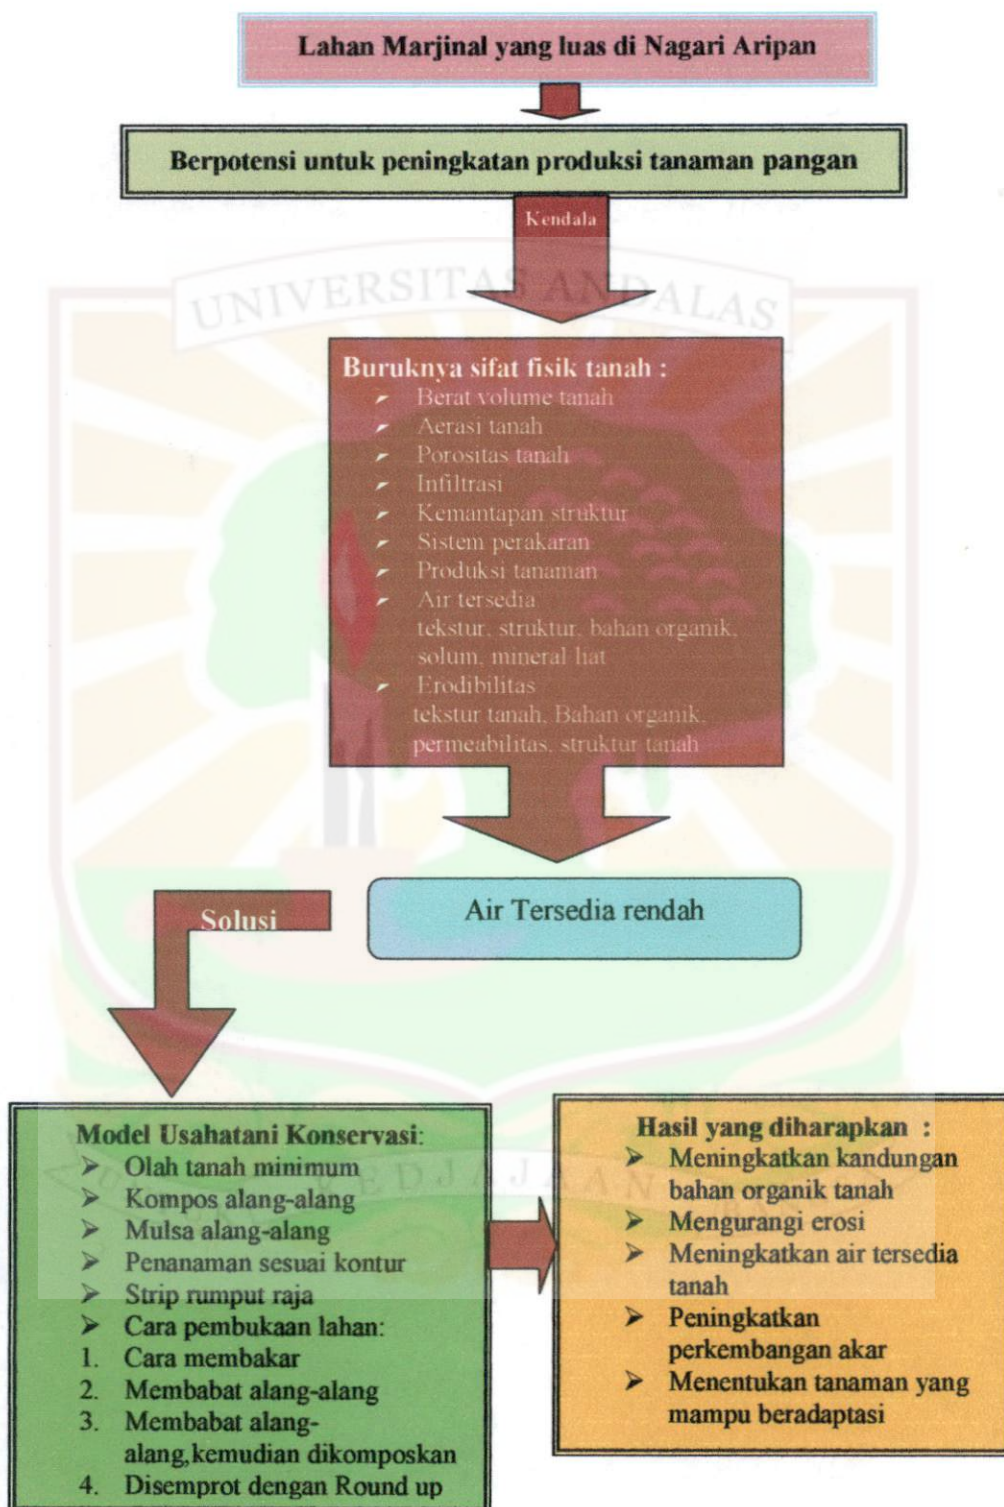 Lahan Marjinal yang luas di Nagari Aripan
Berpotensi untuk peningkatan produksi tanaman pangan
Kendala
UNIVERSITAS ANDALAS
Buruknya sifat fisik tanah :
➢ Berat volume tanah
➢ Aerasi tanah
➢ Porositas tanah
➢ Infiltrasi
➢ Kemantapan struktur
➢ Sistem perakaran
➢ Produksi tanaman
➢ Air tersedia
tekstur, struktur, bahan organik,
solum, mineral liat
➢ Erodibilitas
tekstur tanah, Bahan organik,
permeabilitas, struktur tanah
Air Tersedia rendah
Solusi
Model Usahatani Konservasi:
➢ Olah tanah minimum
➢ Kompos alang-alang
➢ Mulsa alang-alang
➢ Penanaman sesuai kontur
➢ Strip rumput raja
➢ Cara pembukaan lahan:
1. Cara membakar
2. Membabat alang-alang
3. Membabat alang-
alang,kemudian dikomposkan
4. Disemprot dengan Round up
Hasil yang diharapkan :
➢ Meningkatkan kandungan
bahan organik tanah
➢ Mengurangi erosi
➢ Meningkatkan air tersedia
tanah
➢ Peningkatkan
perkembangan akar
➢ Menentukan tanaman yang
mampu beradaptasi